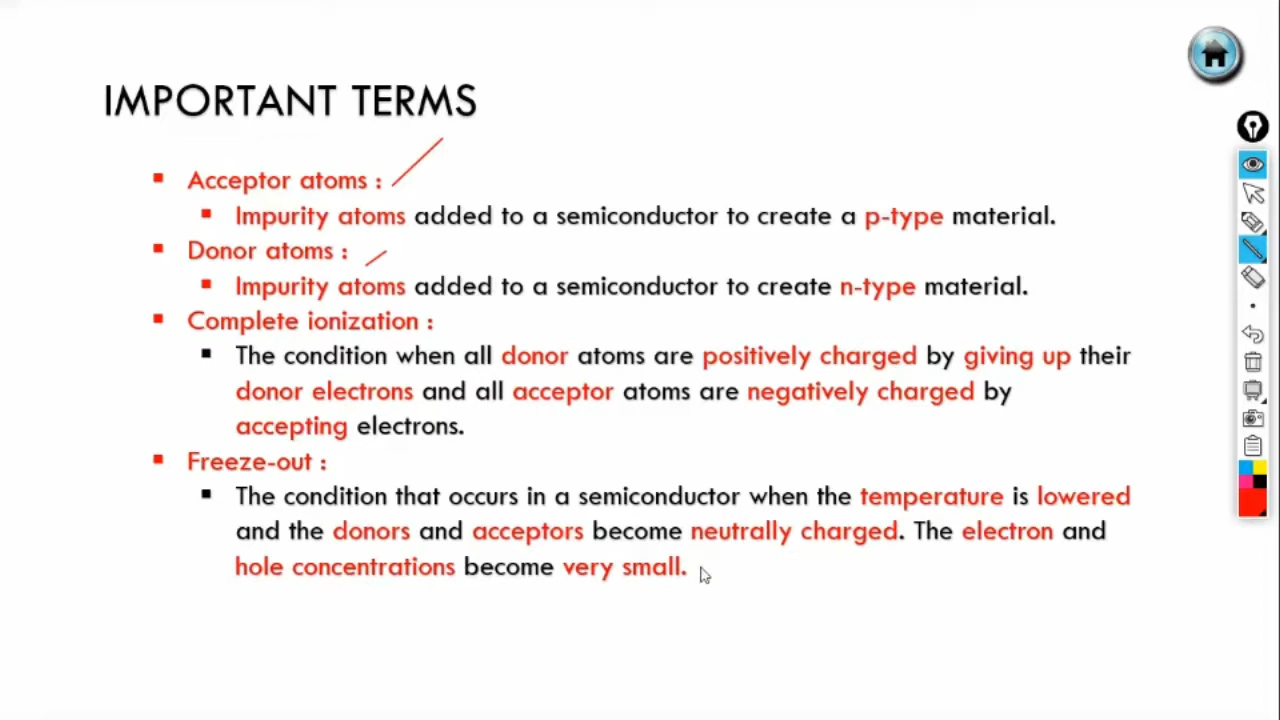 IMPORTANT TERMS
▪ Acceptor atoms :
▪ Impurity atoms added to a semiconductor to create a p-type material.
▪ Donor atoms :
▪ Impurity atoms added to a semiconductor to create n-type material.
▪ Complete ionization :
▪ The condition when all donor atoms are positively charged by giving up their
donor electrons and all acceptor atoms are negatively charged by
accepting electrons.
▪ Freeze-out :
▪ The condition that occurs in a semiconductor when the temperature is lowered
and the donors and acceptors become neutrally charged. The electron and
hole concentrations become very small.